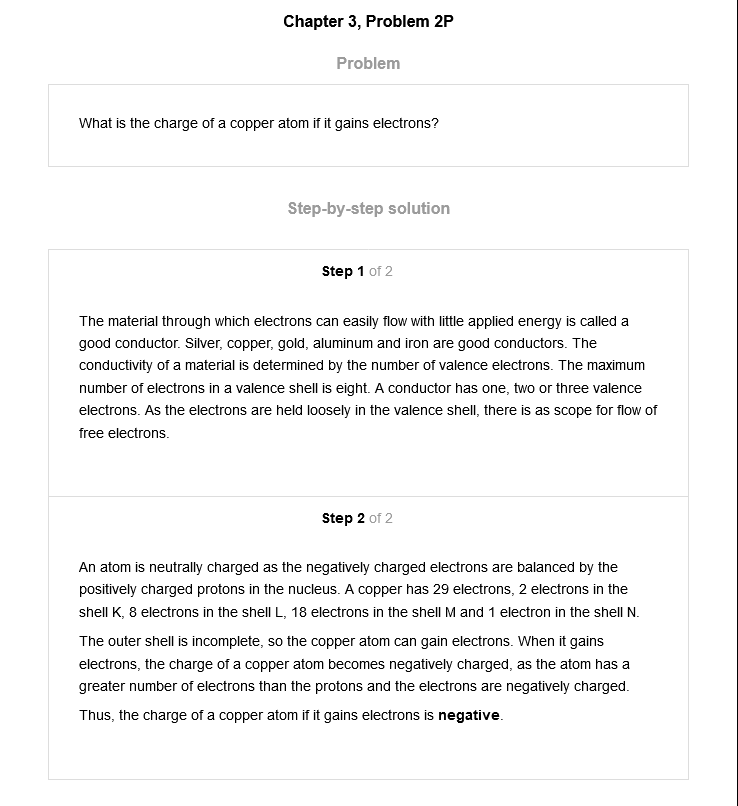 Chapter 3, Problem 2P
Problem
What is the charge of a copper atom if it gains electrons?
Step-by-step solution
Step 1 of 2
The material through which electrons can easily flow with little applied energy is called a
good conductor. Silver, copper, gold, aluminum and iron are good conductors. The
conductivity of a material is determined by the number of valence electrons. The maximum
number of electrons in a valence shell is eight. A conductor has one, two or three valence
electrons. As the electrons are held loosely in the valence shell, there is as scope for flow of
free electrons.
Step 2 of 2
An atom is neutrally charged as the negatively charged electrons are balanced by the
positively charged protons in the nucleus. A copper has 29 electrons, 2 electrons in the
shell K, 8 electrons in the shell L, 18 electrons in the shell M and 1 electron in the shell N.
The outer shell is incomplete, so the copper atom can gain electrons. When it gains
electrons, the charge of a copper atom becomes negatively charged, as the atom has a
greater number of electrons than the protons and the electrons are negatively charged.
Thus, the charge of a copper atom if it gains electrons is negative.